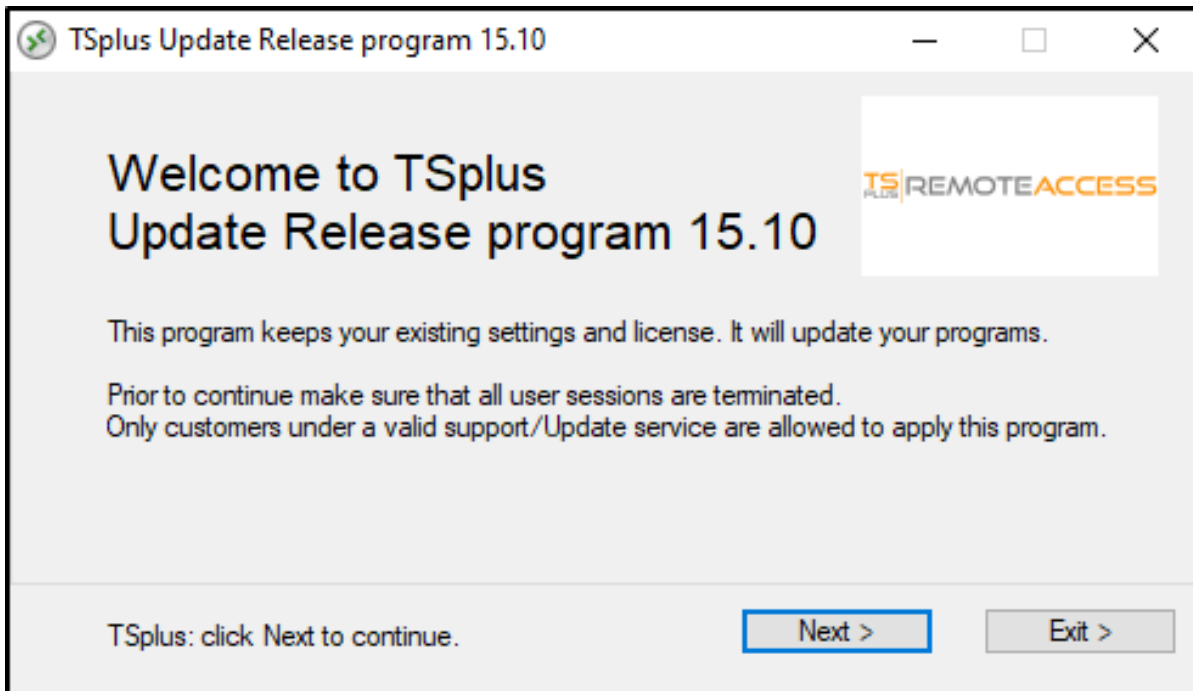 TSplus Update Release program 15.10
TS PLUS REMOTEACCESS
Welcome to TSplus
Update Release program 15.10
This program keeps your existing settings and license. It will update your programs.
Prior to continue make sure that all user sessions are terminated.
Only customers under a valid support/Update service are allowed to apply this program.
TSplus: click Next to continue.
Next >
Exit >